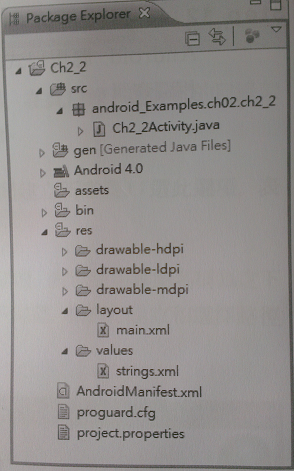 Package Explorer
Ch2_2
src
android_Examples.ch02.ch2_2
Ch2_2Activity.java
gen [Generated Java Files]
Android 4.0
assets
bin
res
drawable-hdpi
drawable-ldpi
drawable-mdpi
layout
main.xml
values
strings.xml
AndroidManifest.xml
proguard.cfg
project.properties